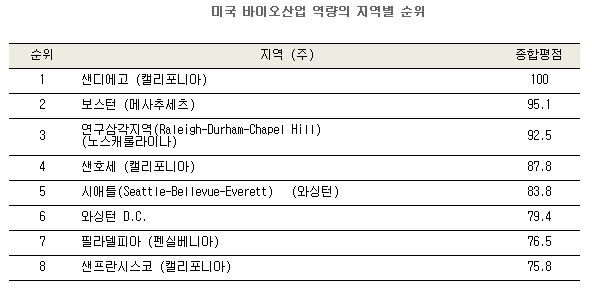 미국 바이오산업 역량의 지역별 순위
순위 지역 (주) 종합평점
1 샌디에고 (캘리포니아) 100
2 보스턴 (메사추세츠) 95.1
3 연구삼각지역(Raleigh-Durham-Chapel Hill) 92.5
(노스캐롤라이나)
4 샌호세 (캘리포니아) 87.8
5 시애틀(Seattle-Bellevue-Everett) (와싱턴) 83.8
6 와싱턴 D.C. 79.4
7 필라델피아 (펜실베니아) 76.5
8 샌프란시스코 (캘리포니아) 75.8